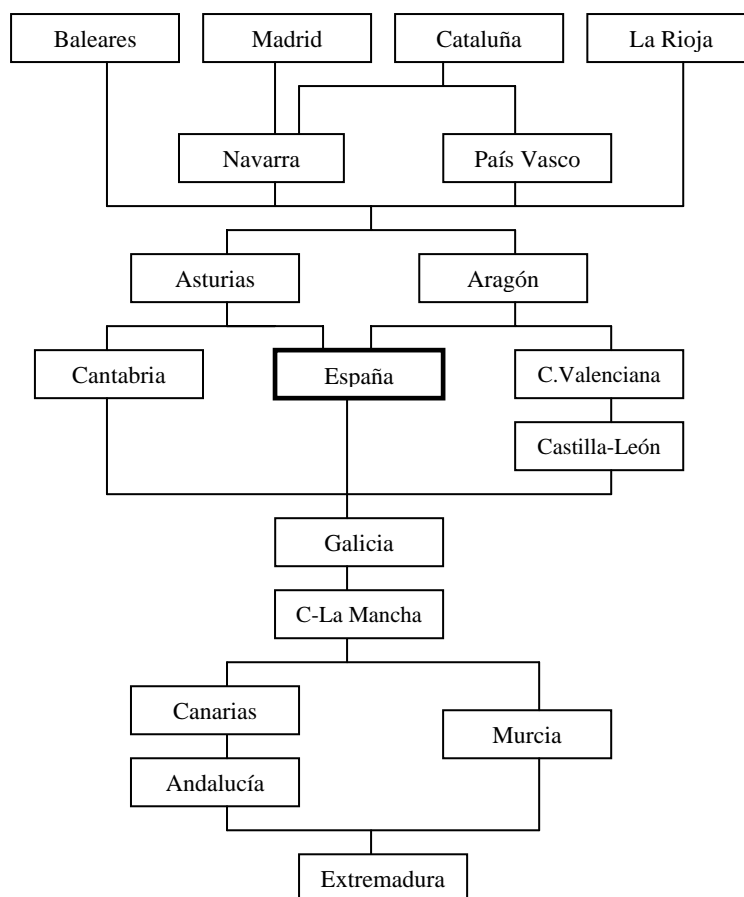 Baleares
Madrid
Cataluña
La Rioja
Navarra
País Vasco
Asturias
Aragón
Cantabria
España
C.Valenciana
Castilla-León
Galicia
C-La Mancha
Canarias
Murcia
Andalucía
Extremadura